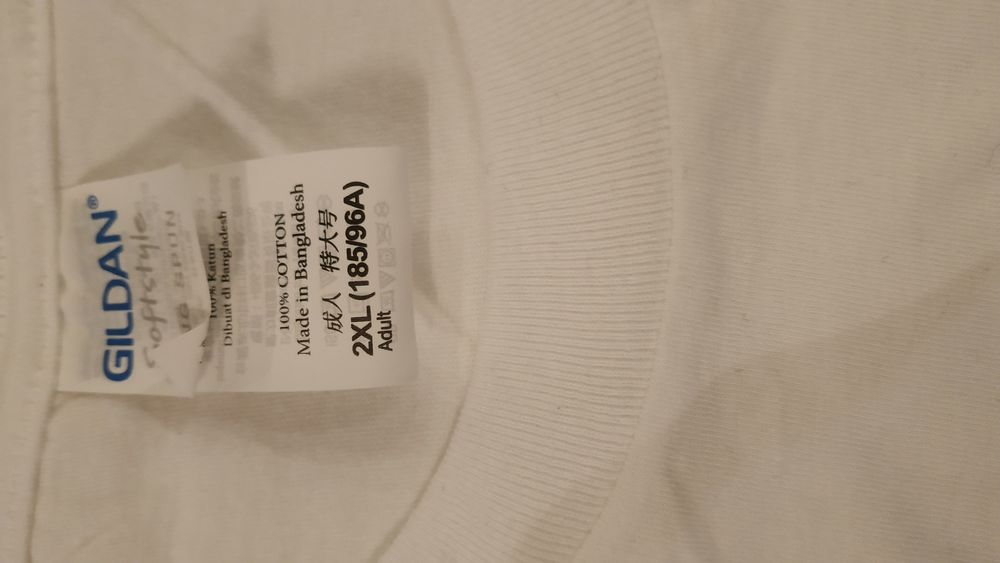 GILDAN®
Softstyle
SPUN
100% Katun
Dibuat di Bangladesh
100% COTTON
Made in Bangladesh
成人 特大号
2XL (185/96A)
Adult